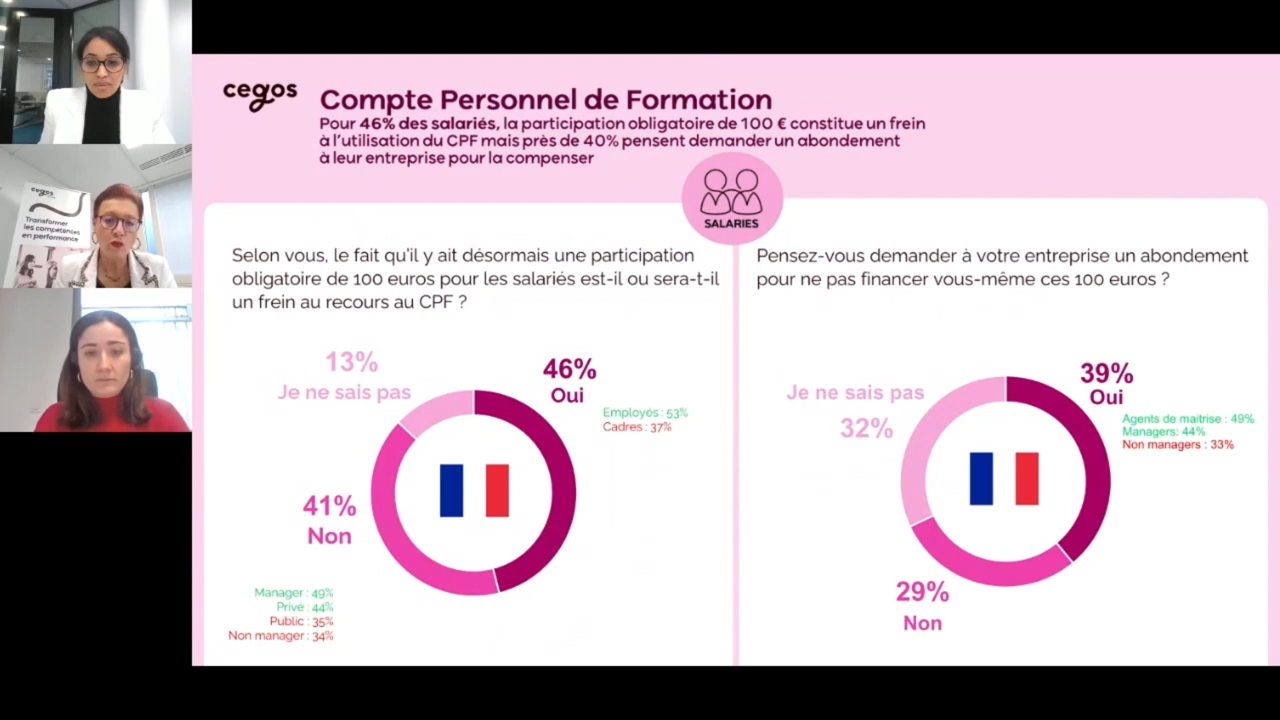 cegos
Transformer
les compétences
en performance
cegos
Compte Personnel de Formation
Pour 46% des salariés, la participation obligatoire de 100 € constitue un frein
à l'utilisation du CPF mais près de 40% pensent demander un abondement
à leur entreprise pour la compenser
SALARIES
Selon vous, le fait qu'il y ait désormais une participation
obligatoire de 100 euros pour les salariés est-il ou sera-t-il
un frein au recours au CPF ?
13%
Je ne sais pas
46%
Oui
Employés : 53%
Cadres : 37%
41%
Non
Manager : 49%
Privé : 44%
Public : 35%
Non manager : 34%
Pensez-vous demander à votre entreprise un abondement
pour ne pas financer vous-même ces 100 euros ?
Je ne sais pas
32%
39%
Oui
Agents de maitrise : 49%
Managers: 44%
Non managers : 33%
29%
Non